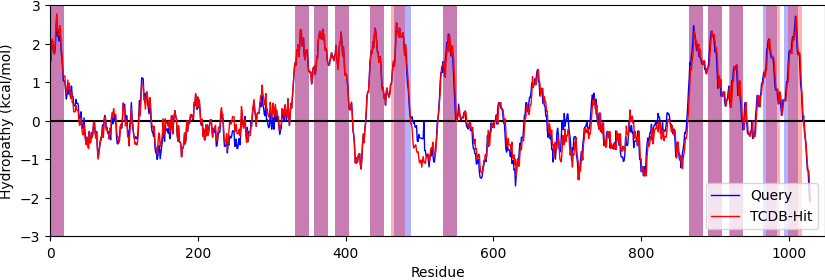 3
2
1
0
−1
−2
−3
Hydropathy (kcal/mol)
0 200 400 600 800 1000
Residue
Query
TCDB-Hit